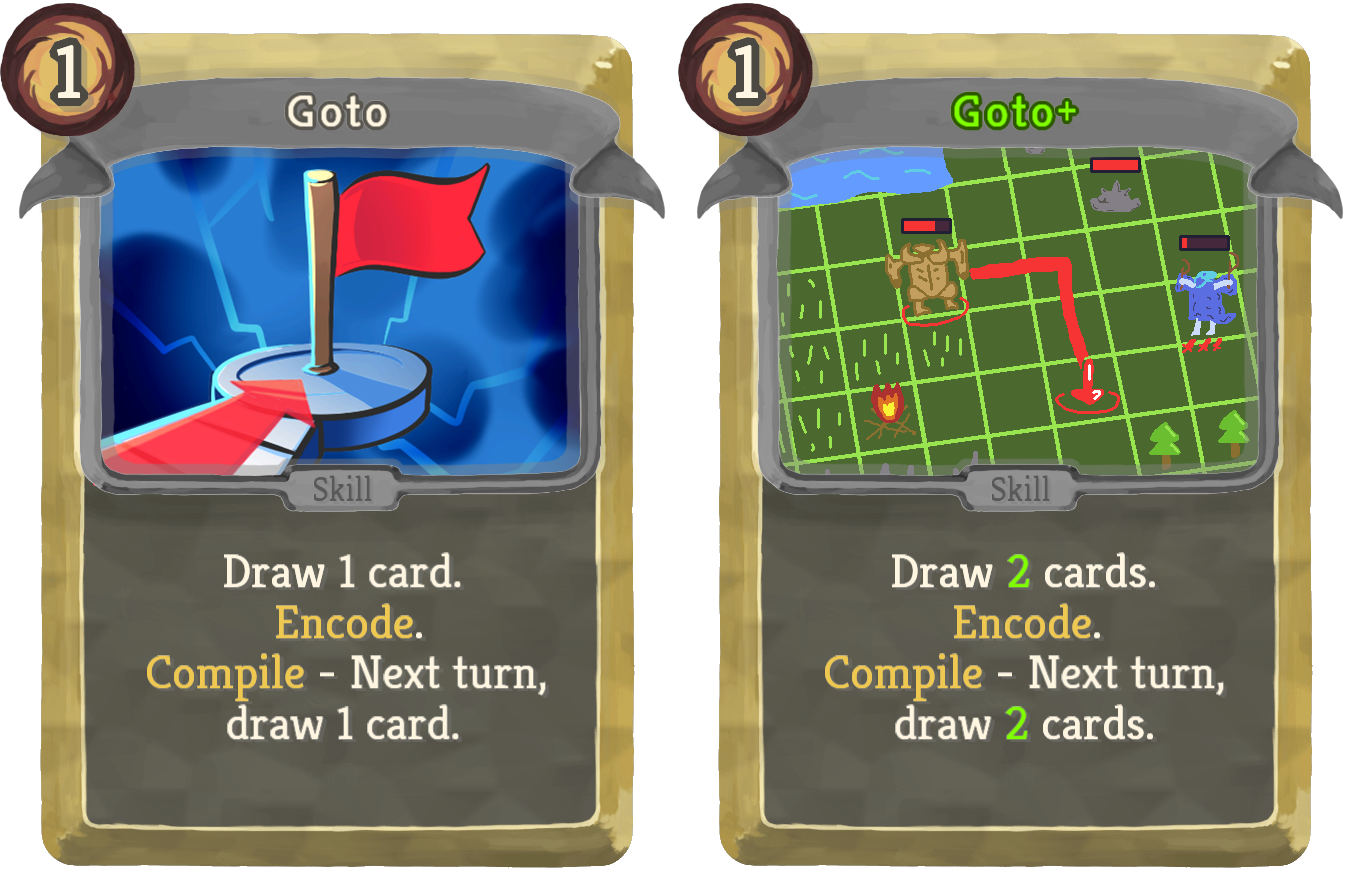 1
Goto
Skill
Draw 1 card.
Encode.
Compile - Next turn,
draw 1 card.
1
Goto+
Skill
Draw 2 cards.
Encode.
Compile - Next turn,
draw 2 cards.